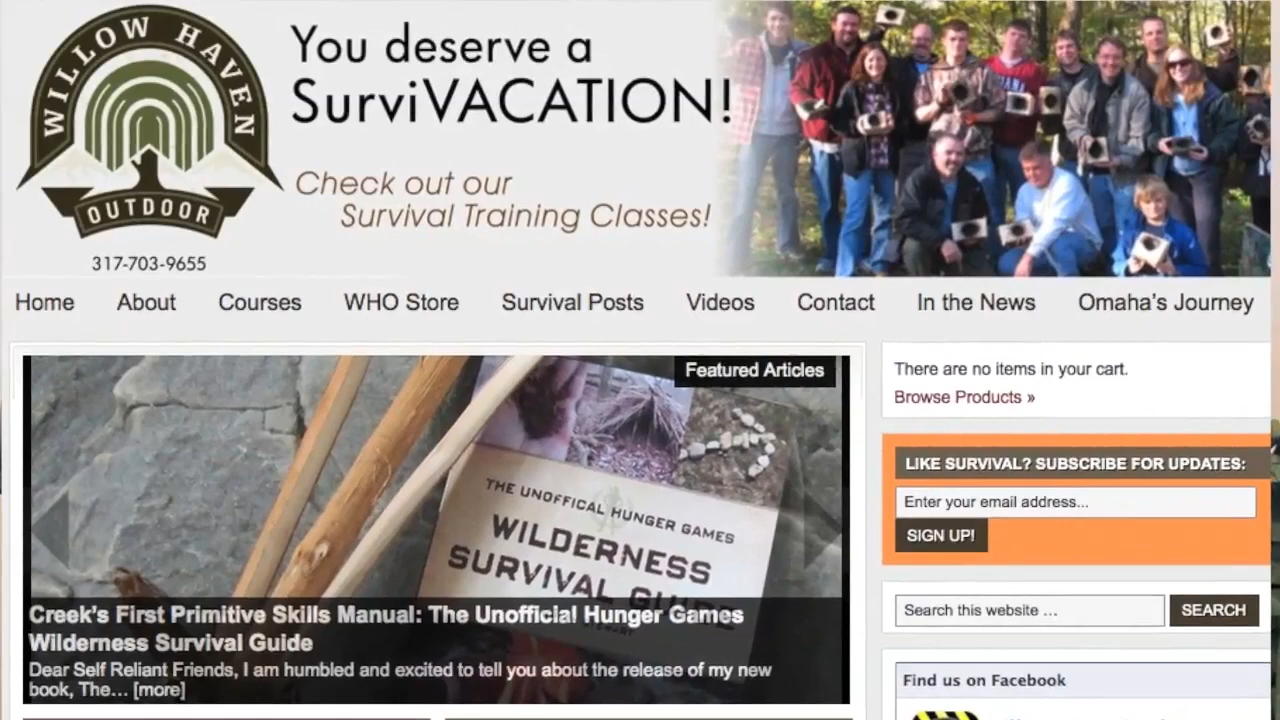 WILLOW HAVEN
OUTDOOR
317-703-9655
You deserve a
SurviVACATION!
Check out our
Survival Training Classes!
Home About Courses WHO Store Survival Posts Videos Contact In the News Omaha's Journey
Featured Articles
THE UNOFFICAL HUNGER GAMES
WILDERNESS
SURVIVAL GUIDE
Creek's First Primitive Skills Manual: The Unofficial Hunger Games
Wilderness Survival Guide
Dear Self Reliant Friends, I am humbled and excited to tell you about the release of my new
book, The... [more]
There are no items in your cart.
Browse Products »
LIKE SURVIVAL? SUBSCRIBE FOR UPDATES:
Enter your email address...
SIGN UP!
Search this website …
SEARCH
Find us on Facebook